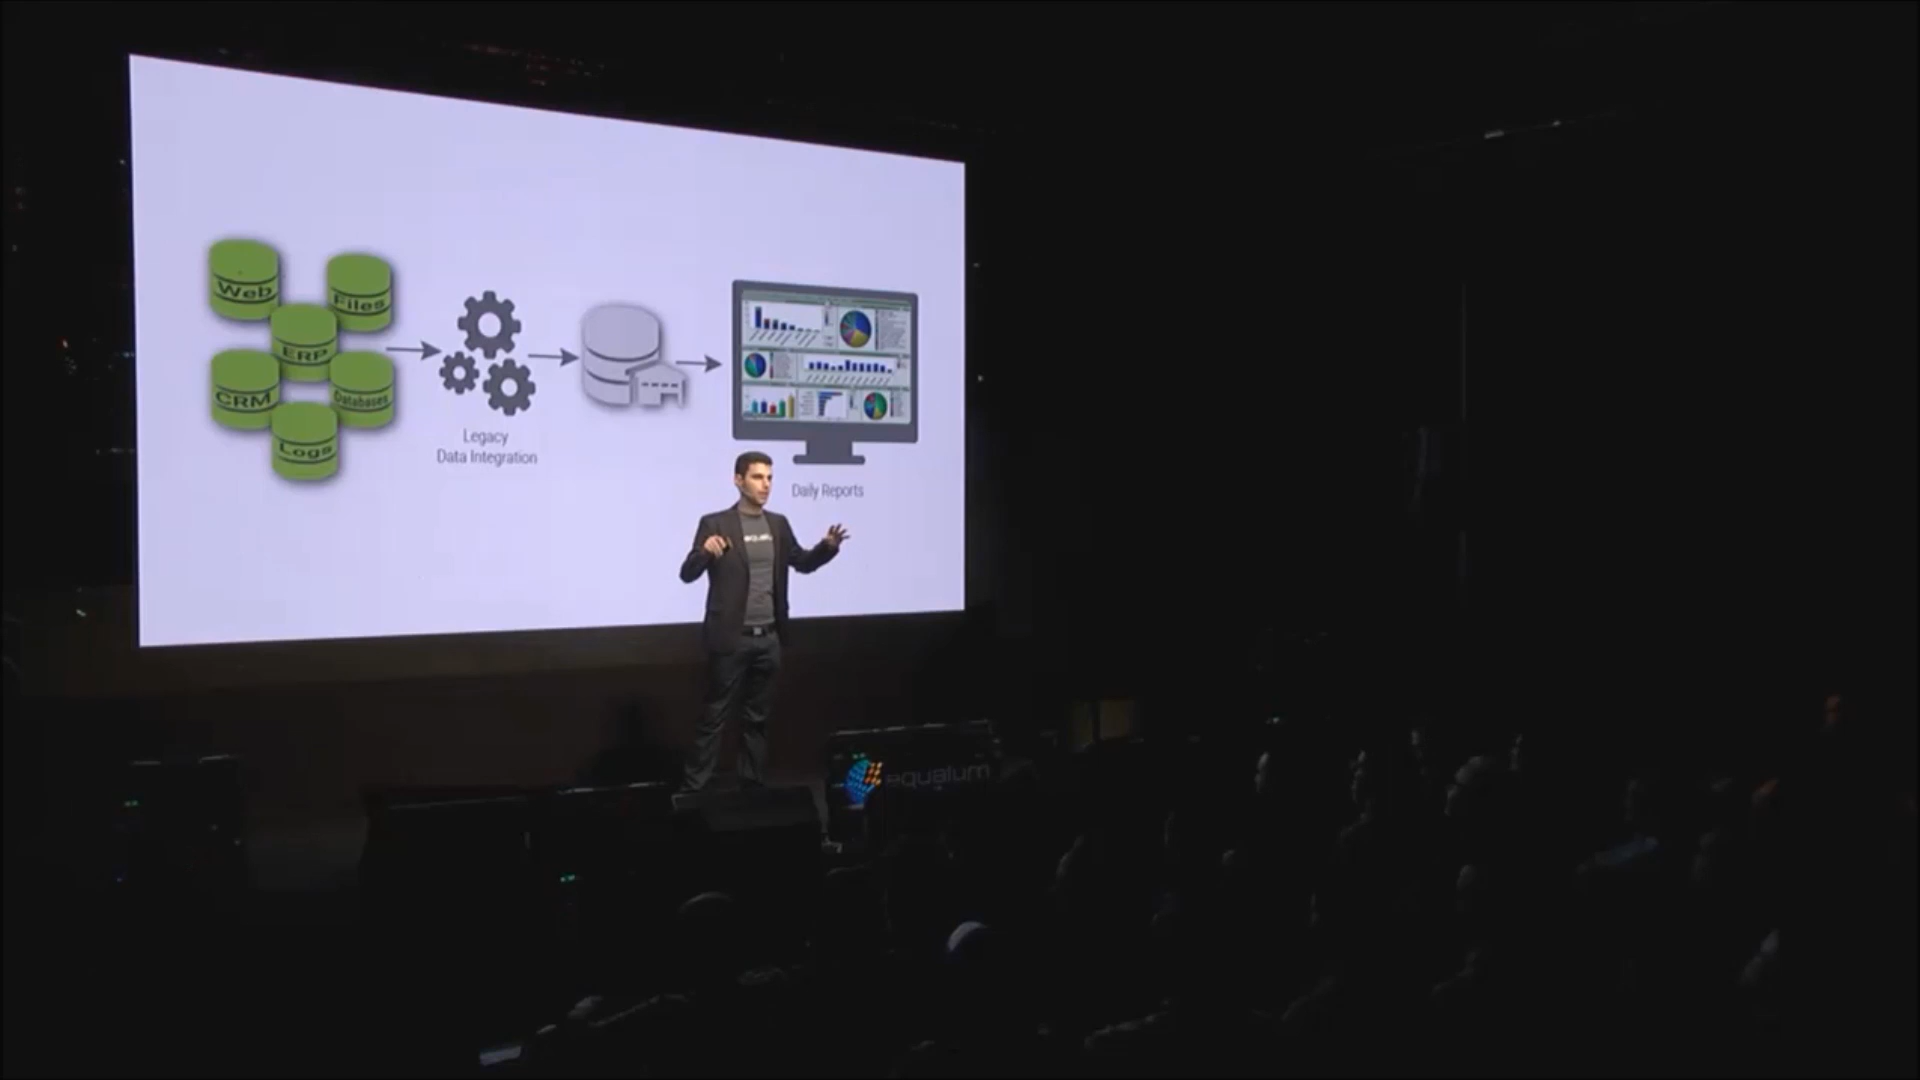 Web
Files
ERP
CRM
Databases
Logs
Legacy
Data Integration
Daily Reports
equalum